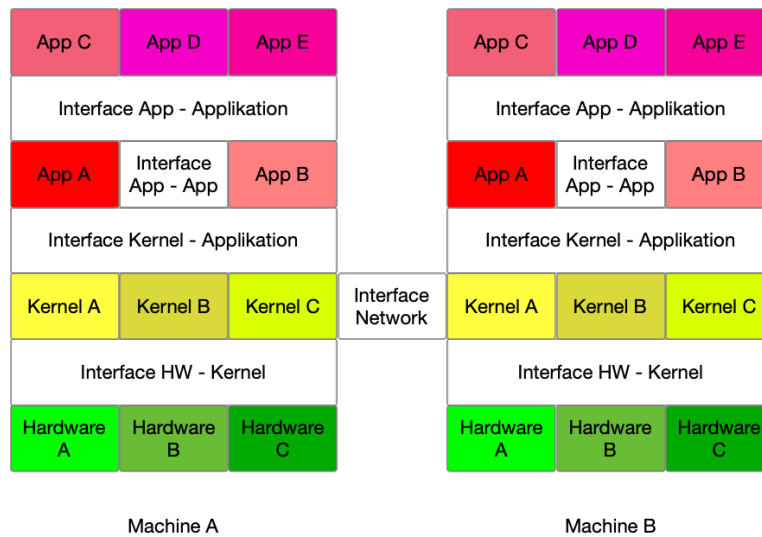 App C App D App E App C App D App E
Interface App - Applikation Interface App - Applikation
App A Interface App - App App B App A Interface App - App App B
Interface Kernel - Applikation Interface Kernel - Applikation
Kernel A Kernel B Kernel C Interface Network Kernel A Kernel B Kernel C
Interface HW - Kernel Interface HW - Kernel
Hardware A Hardware B Hardware C Hardware A Hardware B Hardware C
Machine A Machine B